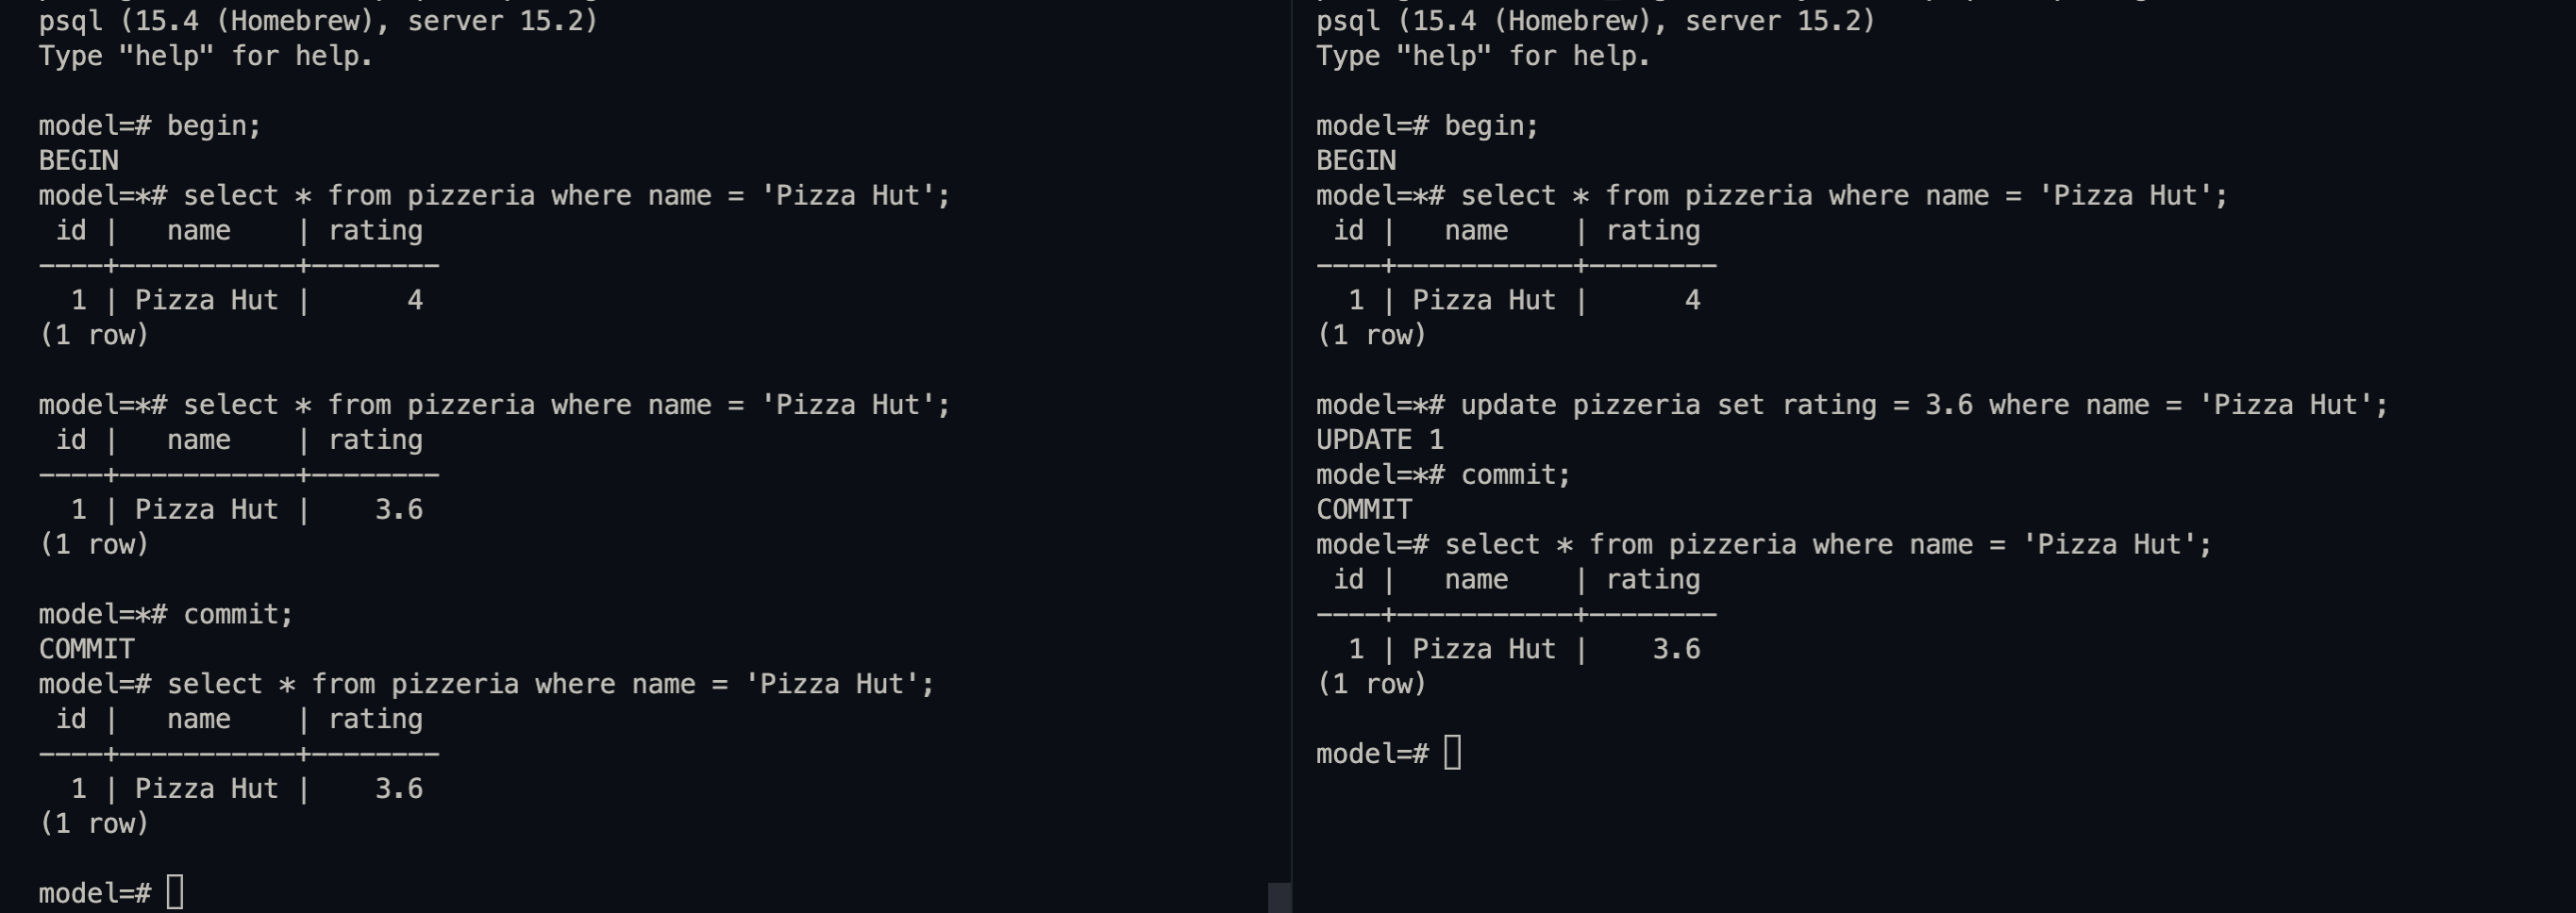 psql (15.4 (Homebrew), server 15.2)
Type "help" for help.
model=# begin;
BEGIN
model=*# select * from pizzeria where name = 'Pizza Hut';
 id |   name    | rating
----+-----------+--------
  1 | Pizza Hut |      4
(1 row)
model=*# select * from pizzeria where name = 'Pizza Hut';
 id |   name    | rating
----+-----------+--------
  1 | Pizza Hut |    3.6
(1 row)
model=*# commit;
COMMIT
model=# select * from pizzeria where name = 'Pizza Hut';
 id |   name    | rating
----+-----------+--------
  1 | Pizza Hut |    3.6
(1 row)
model=#
psql (15.4 (Homebrew), server 15.2)
Type "help" for help.
model=# begin;
BEGIN
model=*# select * from pizzeria where name = 'Pizza Hut';
 id |   name    | rating
----+-----------+--------
  1 | Pizza Hut |      4
(1 row)
model=*# update pizzeria set rating = 3.6 where name = 'Pizza Hut';
UPDATE 1
model=*# commit;
COMMIT
model=# select * from pizzeria where name = 'Pizza Hut';
 id |   name    | rating
----+-----------+--------
  1 | Pizza Hut |    3.6
(1 row)
model=#